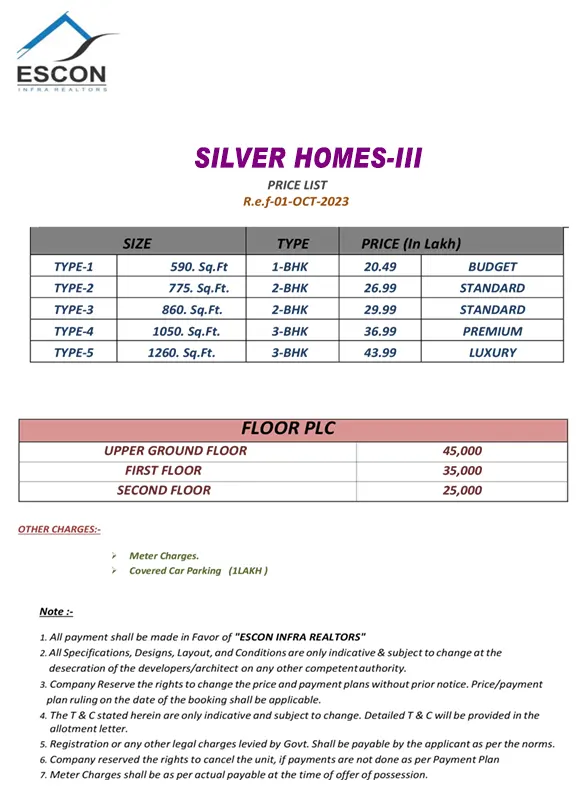 ESCON
INFRA REALTORS
SILVER HOMES-III
PRICE LIST
R.e.f-01-OCT-2023
SIZE TYPE PRICE (In Lakh)
TYPE-1 590. Sq.Ft 1-BHK 20.49 BUDGET
TYPE-2 775. Sq.Ft. 2-BHK 26.99 STANDARD
TYPE-3 860. Sq.Ft. 2-BHK 29.99 STANDARD
TYPE-4 1050. Sq.Ft. 3-BHK 36.99 PREMIUM
TYPE-5 1260. Sq.Ft. 3-BHK 43.99 LUXURY
FLOOR PLC
UPPER GROUND FLOOR 45,000
FIRST FLOOR 35,000
SECOND FLOOR 25,000
OTHER CHARGES:-
➢ Meter Charges.
➢ Covered Car Parking (1LAKH )
Note :-
1. All payment shall be made in Favor of "ESCON INFRA REALTORS"
2. All Specifications, Designs, Layout, and Conditions are only indicative & subject to change at the
desecration of the developers/architect on any other competentauthority.
3. Company Reserve the rights to change the price and payment plans without prior notice. Price/payment
plan ruling on the date of the booking shall be applicable.
4. The T & C stated herein are only indicative and subject to change. Detailed T & C will be provided in the
allotment letter.
5. Registration or any other legal charges levied by Govt. Shall be payable by the applicant as per the norms.
6. Company reserved the rights to cancel the unit, if payments are not done as per Payment Plan
7. Meter Charges shall be as per actual payable at the time of offer of possession.